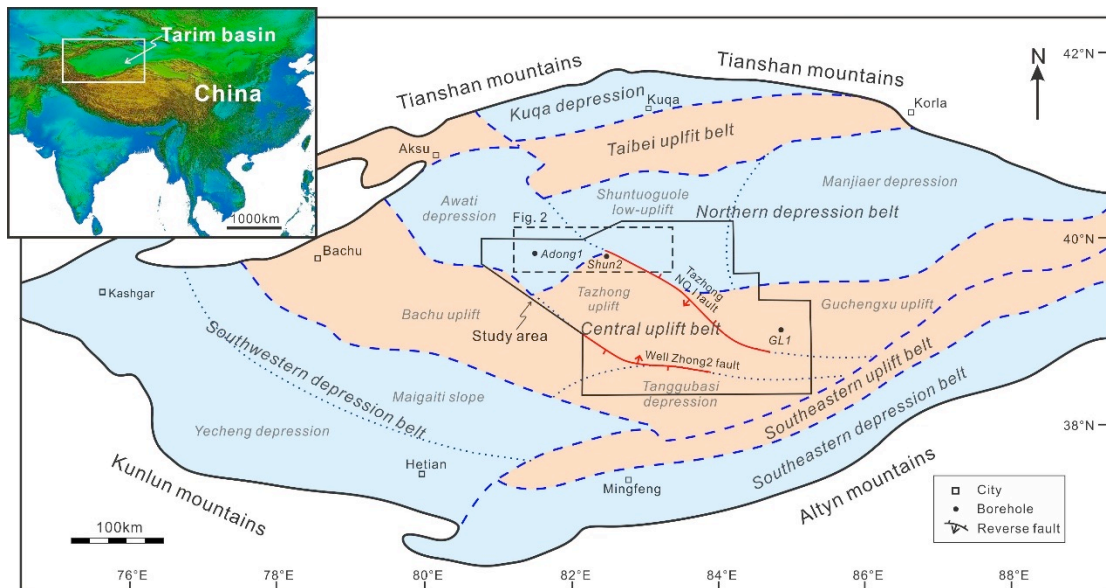 Tarim basin
China
1000km
Tianshan mountains
Tianshan mountains
N
42°N
Kuqa depression
Kuqa
Korla
Aksu
Taibei uplfit belt
Awati
depression
Shuntuoguole
low-uplift
Manjiaer depression
Northern depression belt
Fig. 2
40°N
Bachu
Adong1
Shun2
Kashgar
Tazhong
NO.I fault
Tazhong
uplift
Guchengxu uplift
Bachu uplift
Study area
Central uplift belt
GL1
Well Zhong2 fault
Southwestern depression belt
Maigaiti slope
Tanggubasi
depression
Southeastern uplift belt
Southeastern depression belt
38°N
Yecheng depression
Hetian
Mingfeng
Kunlun mountains
Altyn mountains
City
Borehole
Reverse fault
100km
76°E
78°E
80°E
82°E
84°E
86°E
88°E